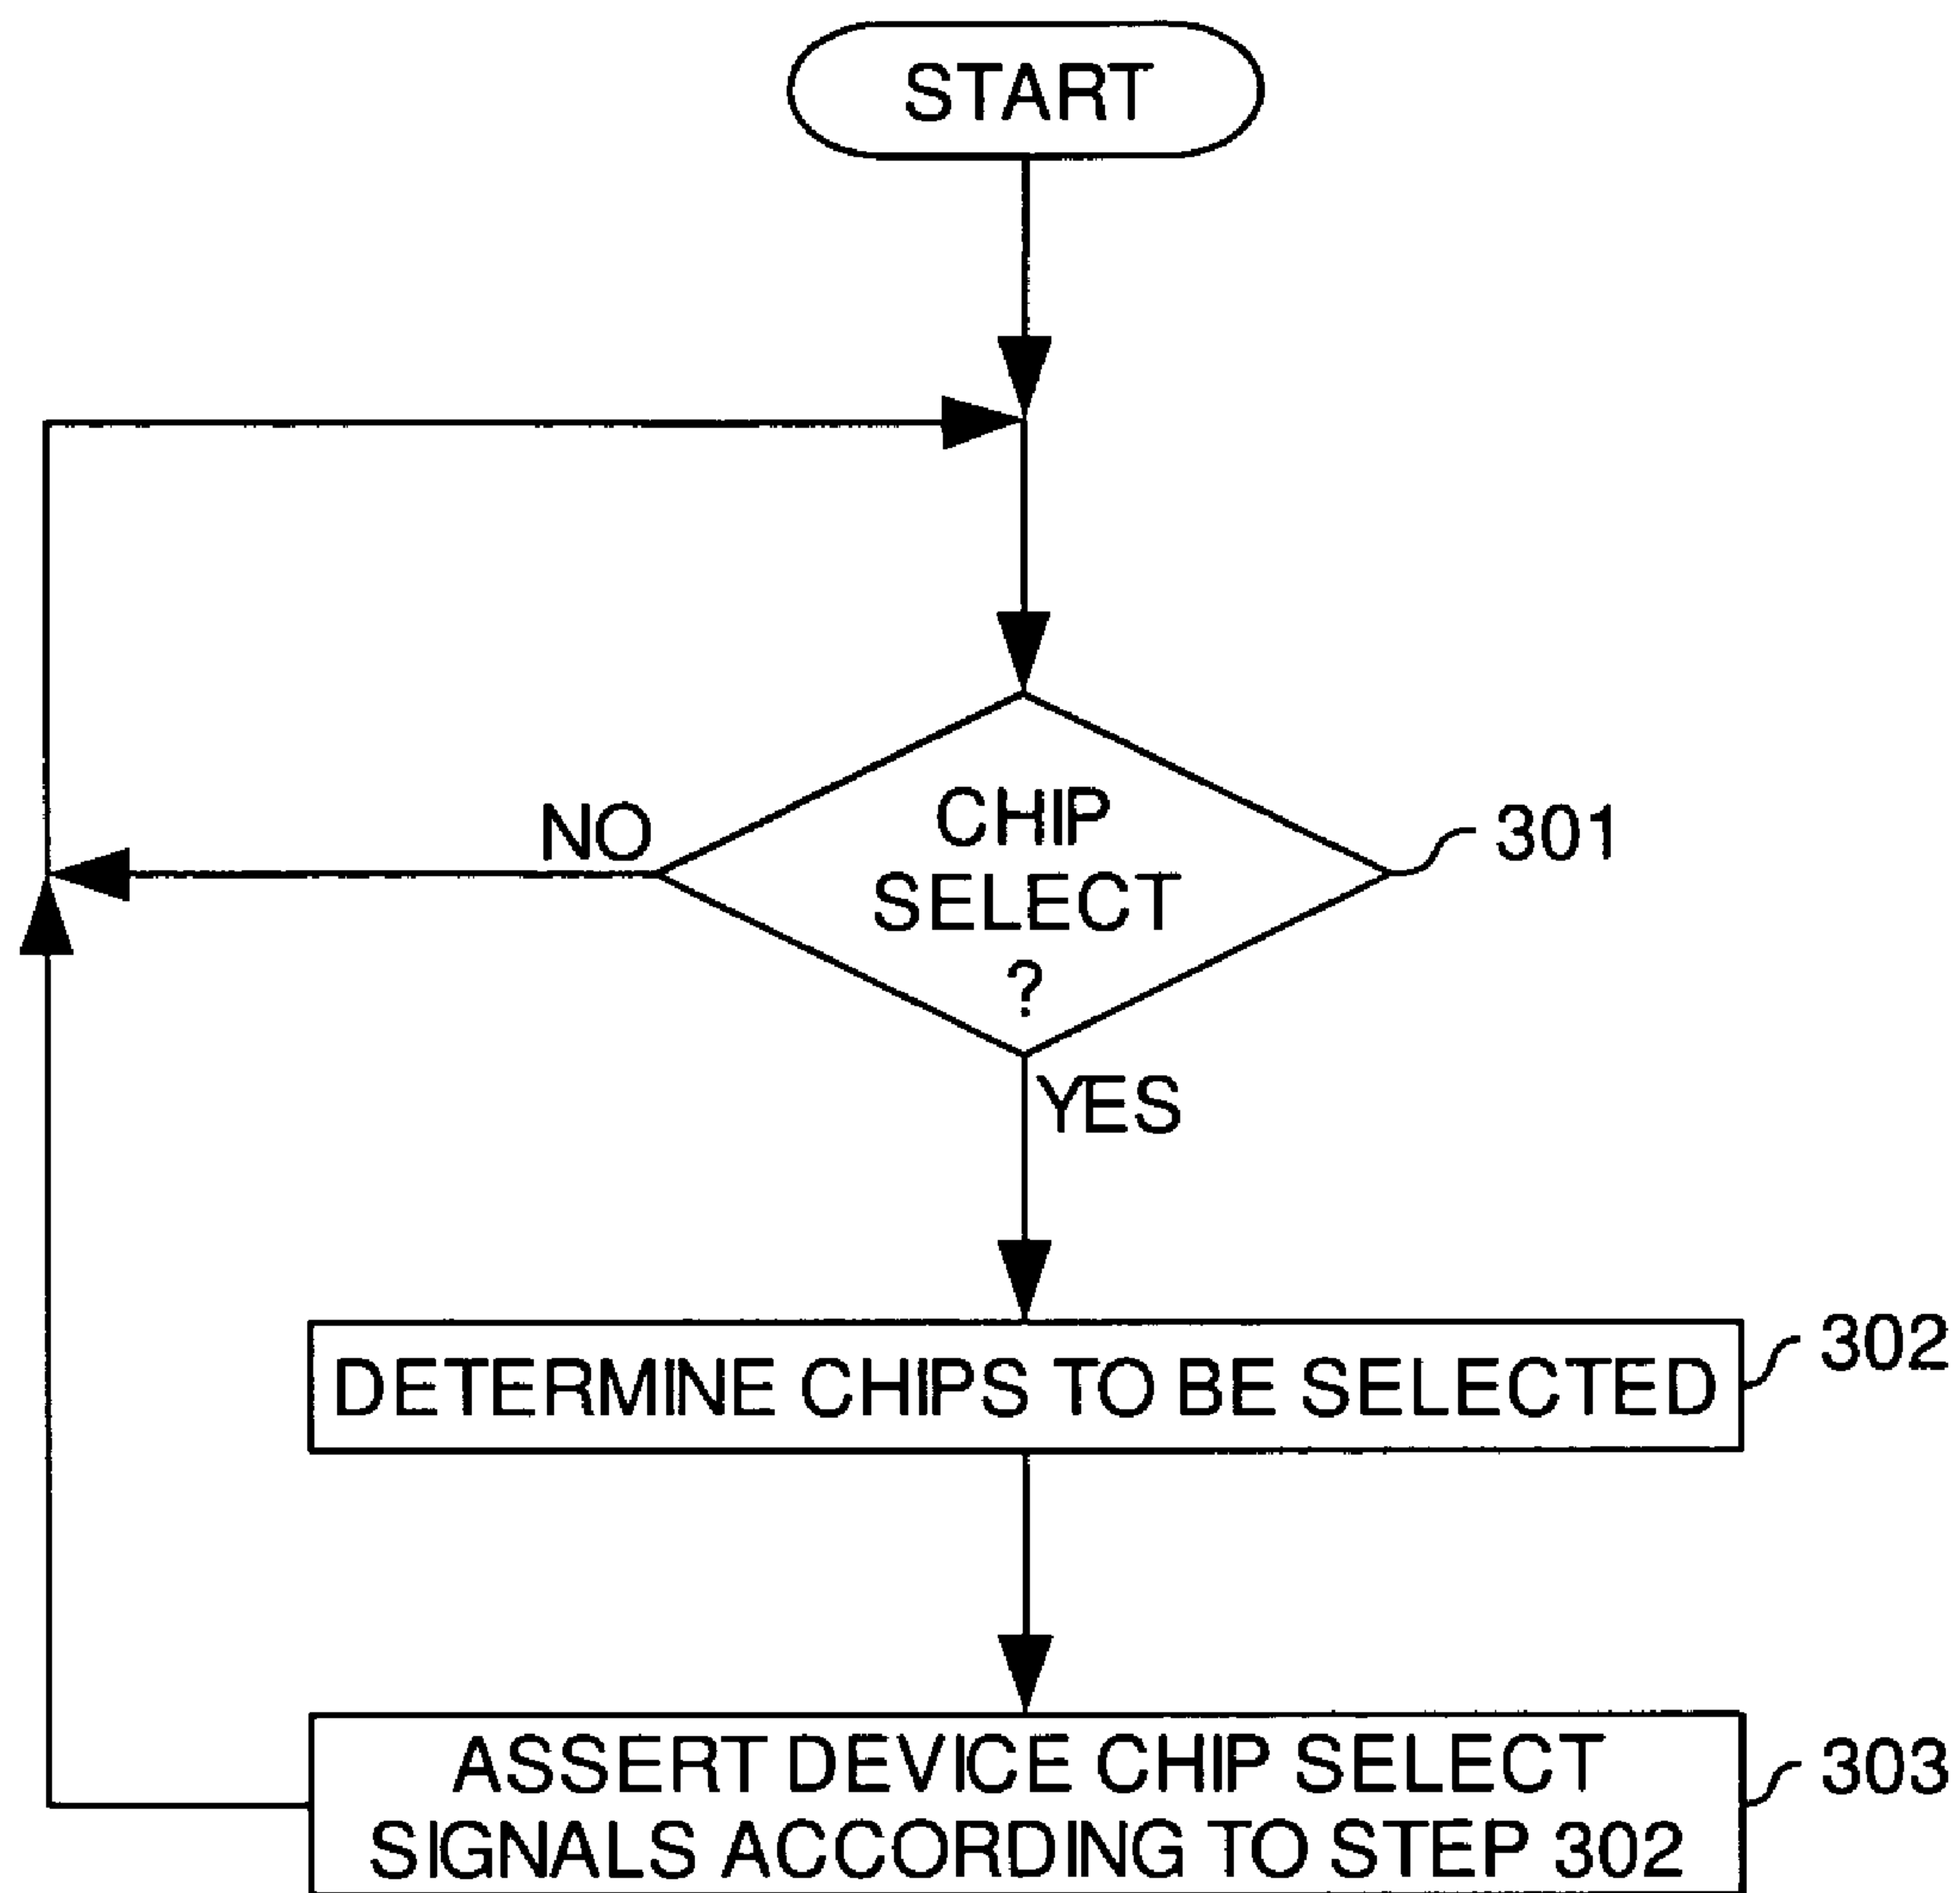 START
CHIP
SELECT
?
NO
301
YES
DETERMINE CHIPS TO BE SELECTED
302
ASSERT DEVICE CHIP SELECT
SIGNALS ACCORDING TO STEP 302
303